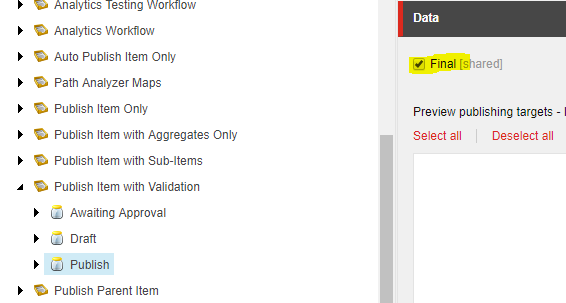 Analytics Testing Workflow
Analytics Workflow
Auto Publish Item Only
Path Analyzer Maps
Publish Item Only
Publish Item with Aggregates Only
Publish Item with Sub-Items
Publish Item with Validation
Awaiting Approval
Draft
Publish
Publish Parent Item
Data
Final [shared]
Preview publishing targets -
Select all
Deselect all